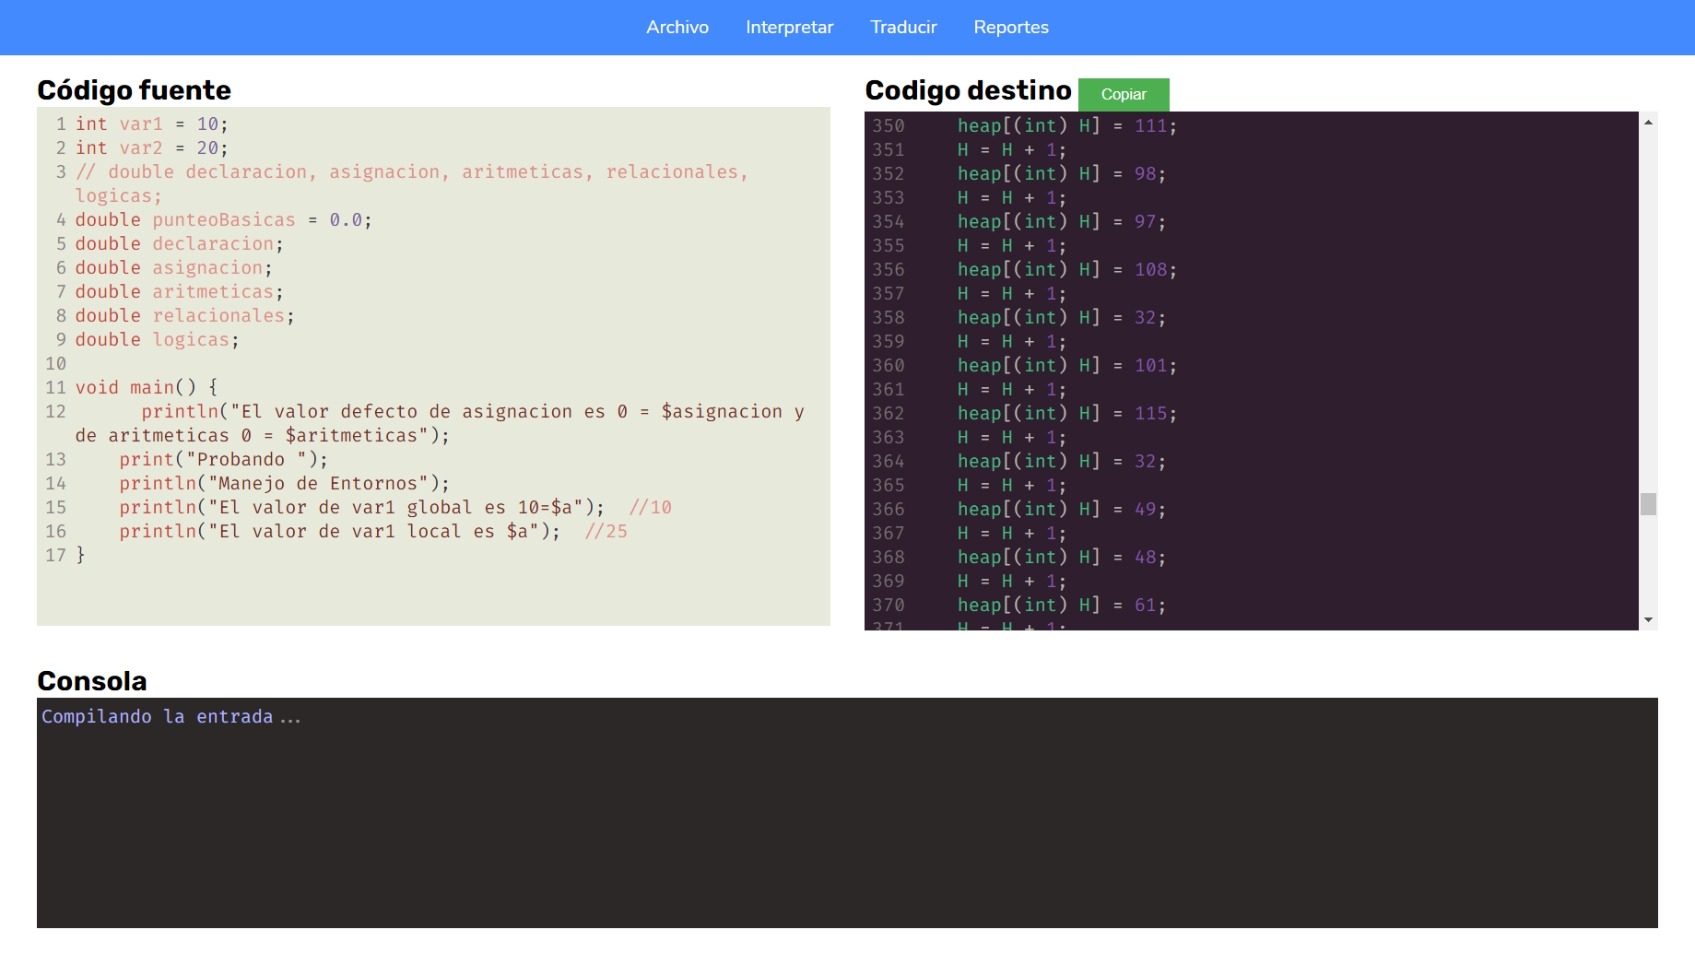 Archivo Interpretar Traducir Reportes
Código fuente
1 int var1 = 10;
2 int var2 = 20;
3 // double declaracion, asignacion, aritmeticas, relacionales,
logicas;
4 double punteoBasicas = 0.0;
5 double declaracion;
6 double asignacion;
7 double aritmeticas;
8 double relacionales;
9 double logicas;
10
11 void main() {
12 println("El valor defecto de asignacion es 0 = $asignacion y
de aritmeticas 0 = $aritmeticas");
13 print("Probando ");
14 println("Manejo de Entornos");
15 println("El valor de var1 global es 10=$a"); //10
16 println("El valor de var1 local es $a"); //25
17 }
Codigo destino Copiar
350 heap[(int) H] = 111;
351 H = H + 1;
352 heap[(int) H] = 98;
353 H = H + 1;
354 heap[(int) H] = 97;
355 H = H + 1;
356 heap[(int) H] = 108;
357 H = H + 1;
358 heap[(int) H] = 32;
359 H = H + 1;
360 heap[(int) H] = 101;
361 H = H + 1;
362 heap[(int) H] = 115;
363 H = H + 1;
364 heap[(int) H] = 32;
365 H = H + 1;
366 heap[(int) H] = 49;
367 H = H + 1;
368 heap[(int) H] = 48;
369 H = H + 1;
370 heap[(int) H] = 61;
371 H = H + 1;
Consola
Compilando la entrada...